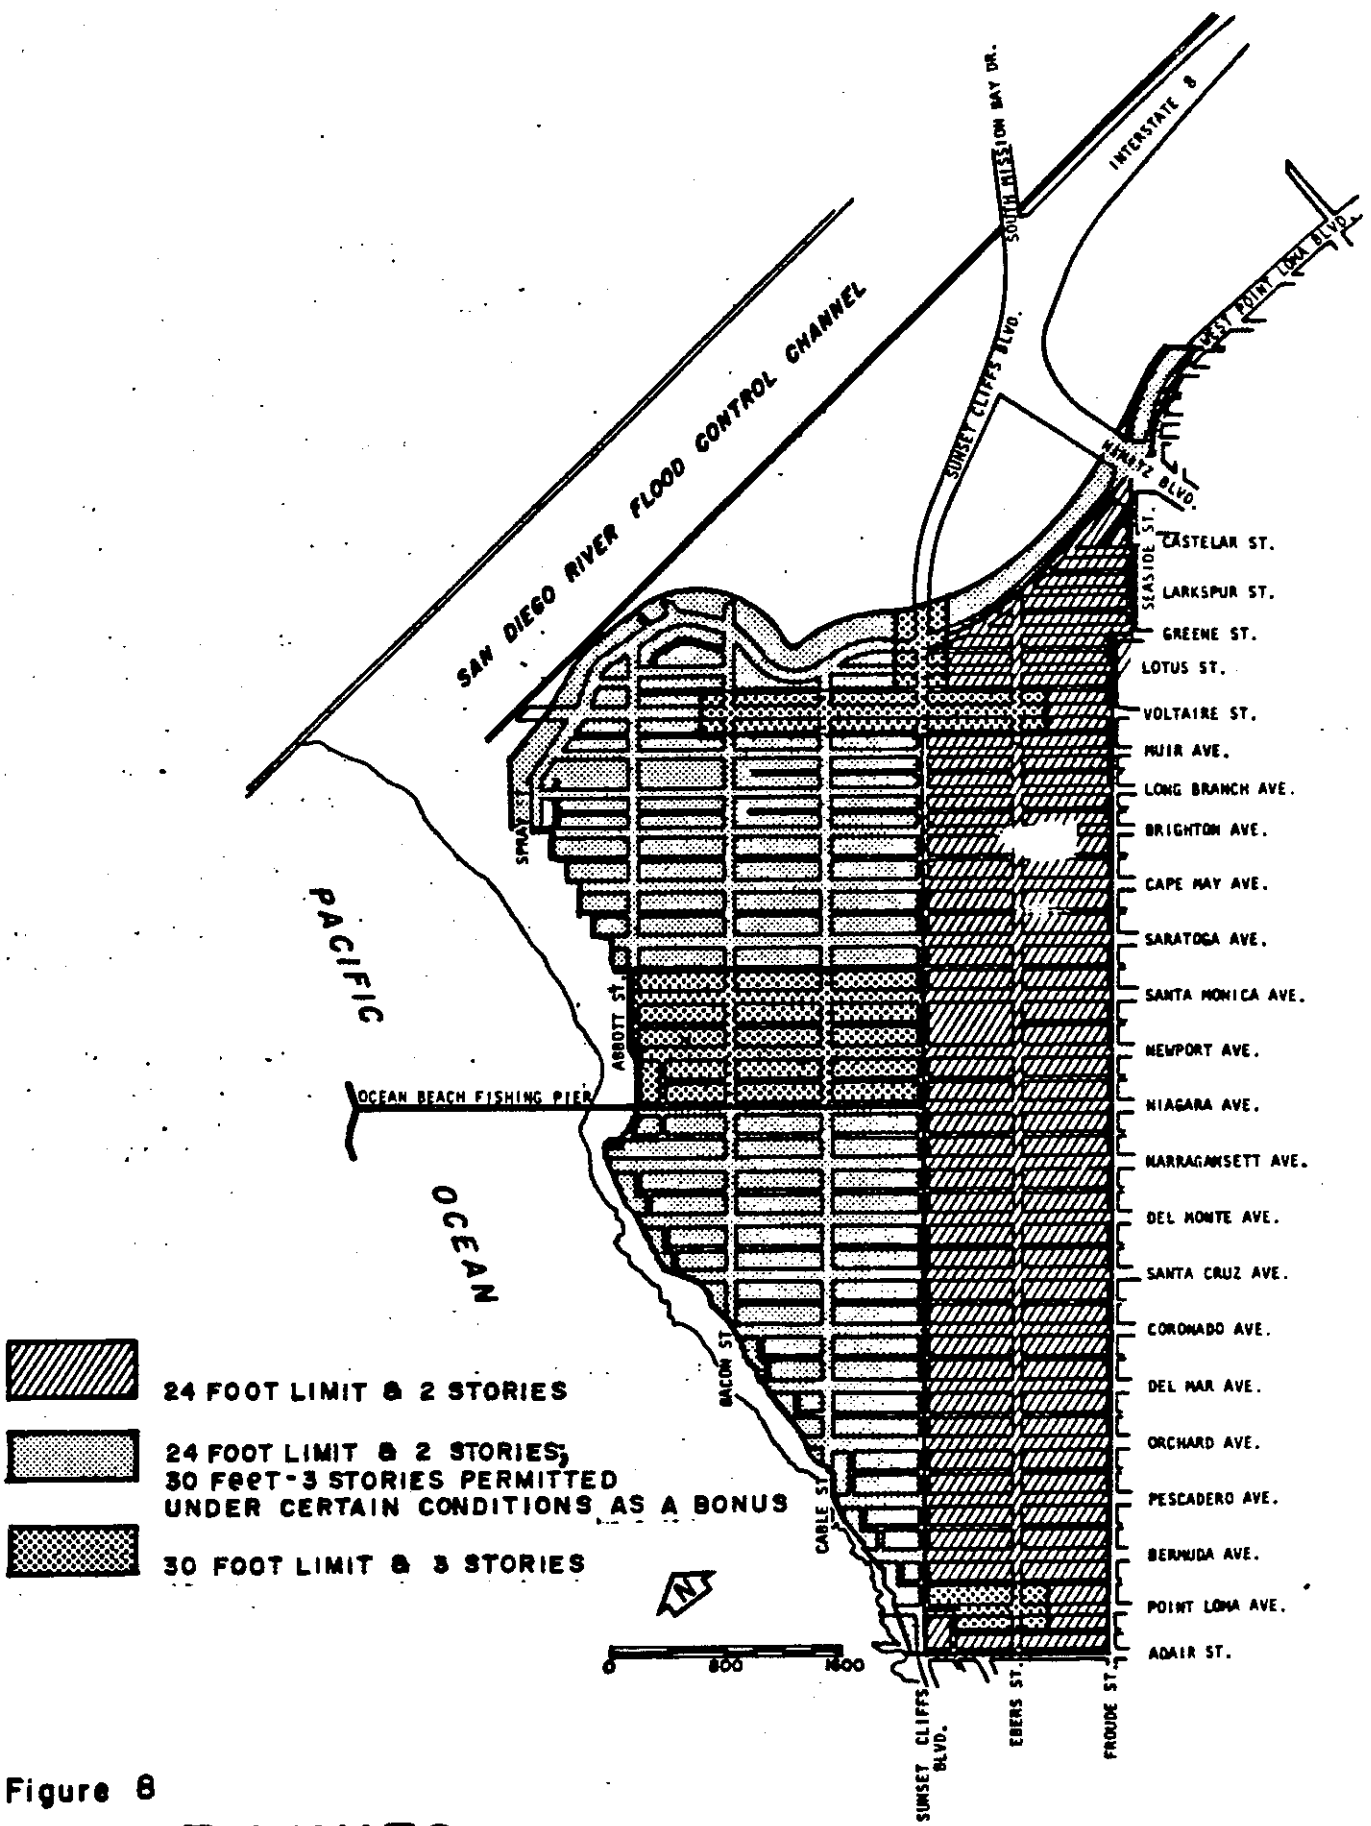 SOUTH MISSION BAY DR.
INTERSTATE 8
WEST POINT LOMA BLVD
SAN DIEGO RIVER FLOOD CONTROL CHANNEL
SUNSET CLIFFS BLVD.
NIMITZ BLVD.
SEASIDE ST.
CASTELAR ST.
LARKSPUR ST.
GREENE ST.
LOTUS ST.
VOLTAIRE ST.
MUIR AVE.
LONG BRANCH AVE.
BRIGHTON AVE.
CAPE MAY AVE.
SARATOGA AVE.
SANTA MONICA AVE.
NEWPORT AVE.
NIAGARA AVE.
NARRAGANSETT AVE.
DEL MONTE AVE.
SANTA CRUZ AVE.
CORONADO AVE.
DEL MAR AVE.
ORCHARD AVE.
PESCADERO AVE.
BERMUDA AVE.
POINT LOMA AVE.
ADAIR ST.
SPRAY ST.
ABBOTT ST.
PACIFIC
OCEAN
OCEAN BEACH FISHING PIER
BACON ST
CABLE ST
SUNSET CLIFFS
BLVD.
EBERS ST.
FROUDE ST.
24 FOOT LIMIT & 2 STORIES
24 FOOT LIMIT & 2 STORIES;
30 FeeT-3 STORIES PERMITTED
UNDER CERTAIN CONDITIONS AS A BONUS
30 FOOT LIMIT & 3 STORIES
N
0 800 1600
Figure 8